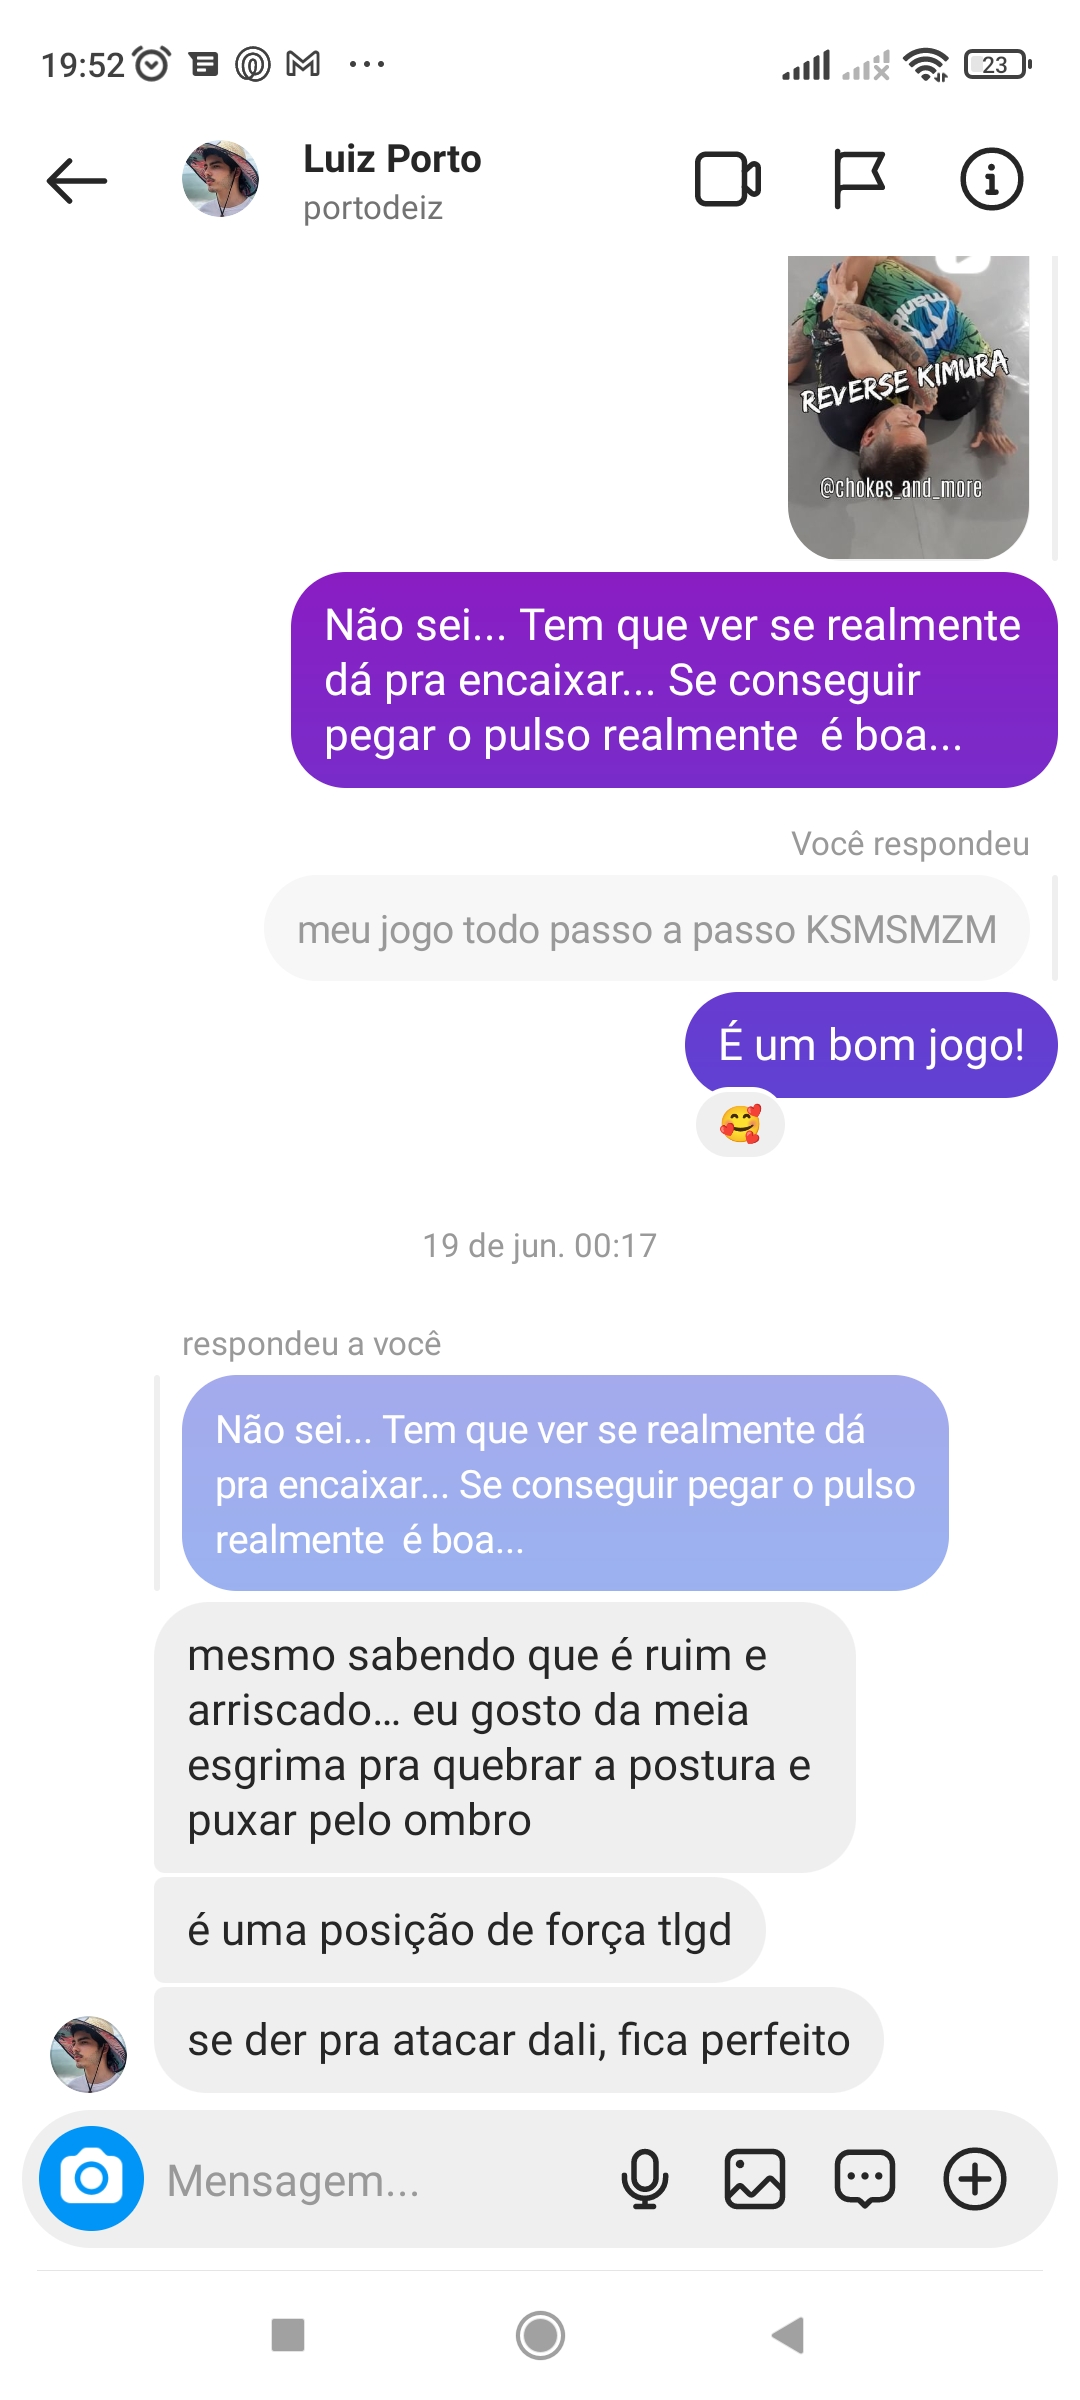 19:52
23
Luiz Porto
portodeiz
manto
REVERSE KIMURA
@chokes_and_more
Não sei... Tem que ver se realmente
dá pra encaixar... Se conseguir
pegar o pulso realmente  é boa...
Você respondeu
meu jogo todo passo a passo KSMSMZM
É um bom jogo!
19 de jun. 00:17
respondeu a você
Não sei... Tem que ver se realmente dá
pra encaixar... Se conseguir pegar o pulso
realmente  é boa...
mesmo sabendo que é ruim e
arriscado… eu gosto da meia
esgrima pra quebrar a postura e
puxar pelo ombro
é uma posição de força tlgd
se der pra atacar dali, fica perfeito
Mensagem...